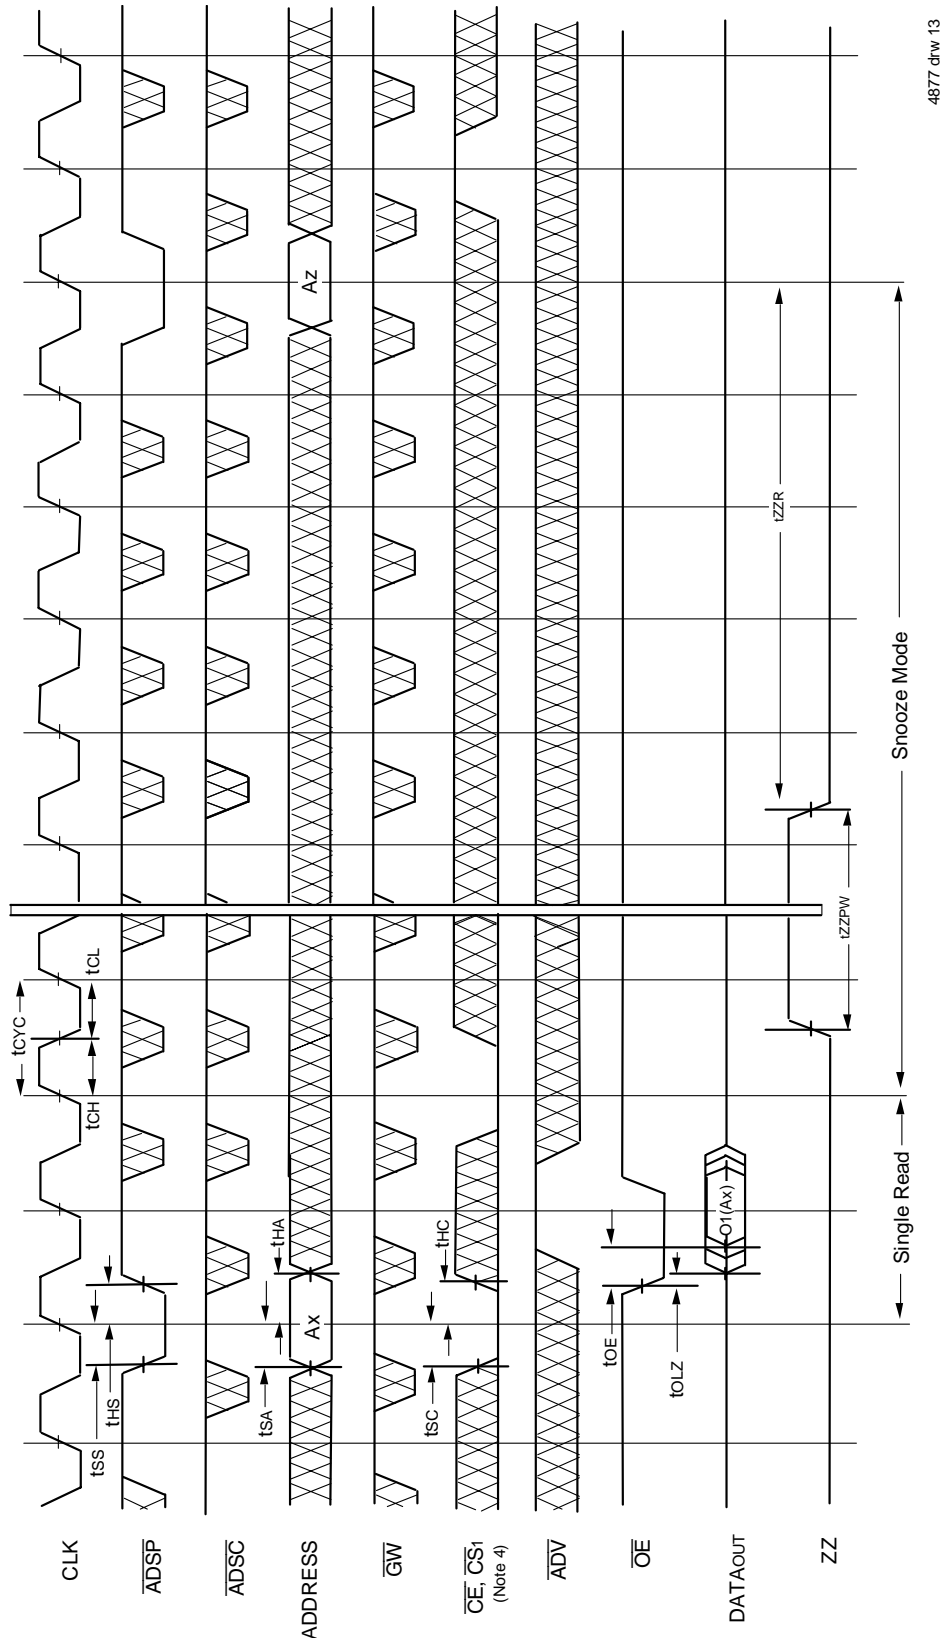 CLK
ADSP
ADSC
ADDRESS
GW
CE, CS1
(Note 4)
ADV
OE
DATAOUT
ZZ
tSS
tHS
tSA
tHA
Ax
tSC
tHC
tOE
tOLZ
O1(Ax)
tCH
tCYC
tCL
tZZPW
tZZR
Az
Single Read
Snooze Mode
4877 drw 13